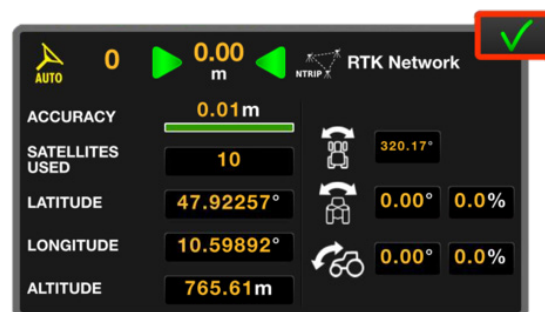 AUTO 0 0.00 m NTRIP RTK Network
ACCURACY 0.01m
SATELLITES USED 10
320.17°
LATITUDE 47.92257° 0.00° 0.0%
LONGITUDE 10.59892°
0.00° 0.0%
ALTITUDE 765.61m